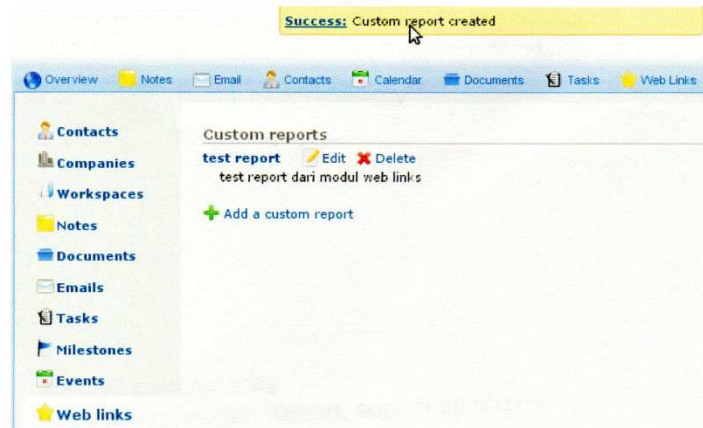 Success: Custom report created
Overview Notes Email Contacts Calendar Documents Tasks Web Links
Contacts
Companies
Workspaces
Notes
Documents
Emails
Tasks
Milestones
Events
Web links
Custom reports
test report Edit Delete
test report dari modul web links
Add a custom report